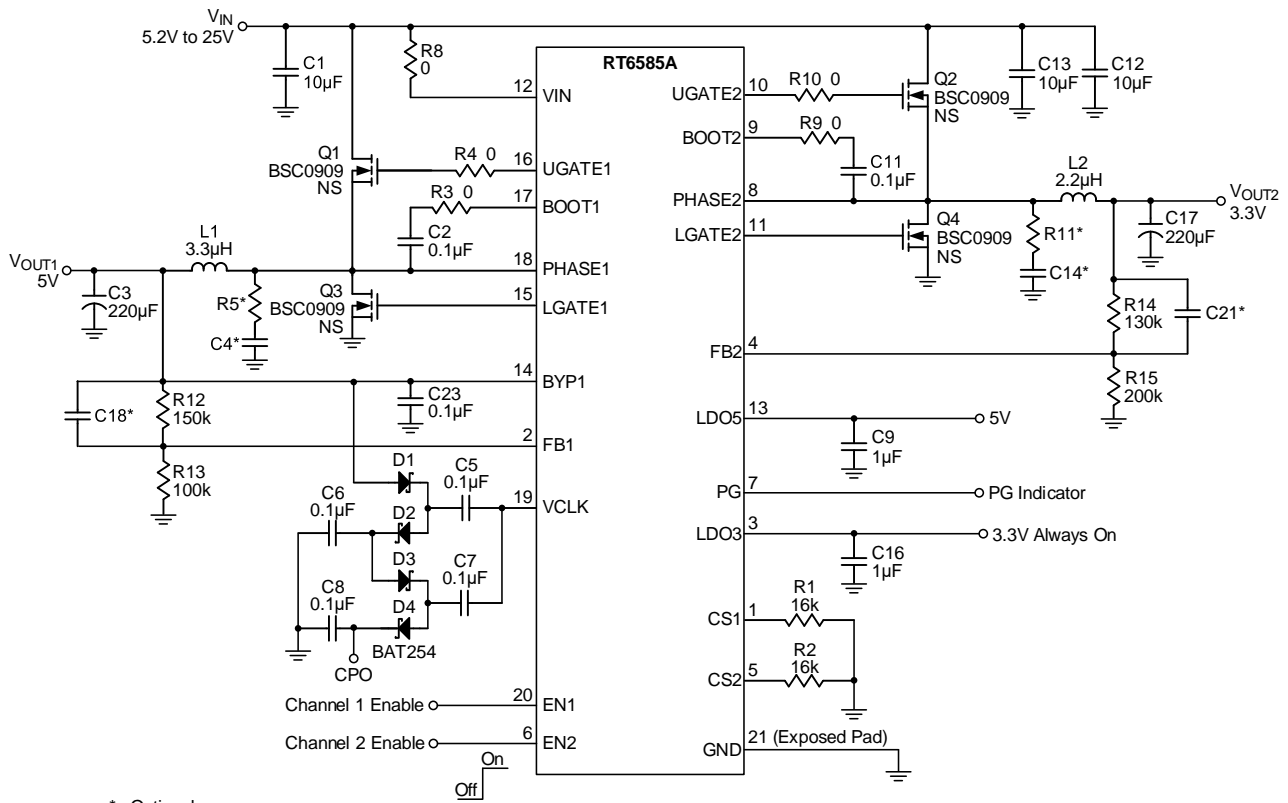 VIN
5.2V to 25V
C1
10µF
R8
0
RT6585A
12
VIN
UGATE2
10
R10 0
Q2
BSC0909
NS
C13
10µF
C12
10µF
BOOT2
9
R9 0
C11
0.1µF
Q1
BSC0909
NS
R4 0
16
UGATE1
R3 0
17
BOOT1
C2
0.1µF
PHASE2
8
L2
2.2µH
VOUT2
3.3V
C17
220µF
LGATE2
11
Q4
BSC0909
NS
R11*
C14*
L1
3.3µH
VOUT1
5V
C3
220µF
R5*
C4*
18
PHASE1
Q3
BSC0909
NS
15
LGATE1
R14
130k
C21*
FB2
4
R15
200k
14
BYP1
C23
0.1µF
C18*
R12
150k
2
FB1
R13
100k
LDO5
13
5V
C9
1µF
D1
C5
0.1µF
19
VCLK
C6
0.1µF
D2
D3
C7
0.1µF
C8
0.1µF
D4
BAT254
CPO
PG
7
PG Indicator
LDO3
3
3.3V Always On
C16
1µF
CS1
1
R1
16k
CS2
5
R2
16k
Channel 1 Enable
20
EN1
Channel 2 Enable
6
EN2
On
Off
GND
21 (Exposed Pad)